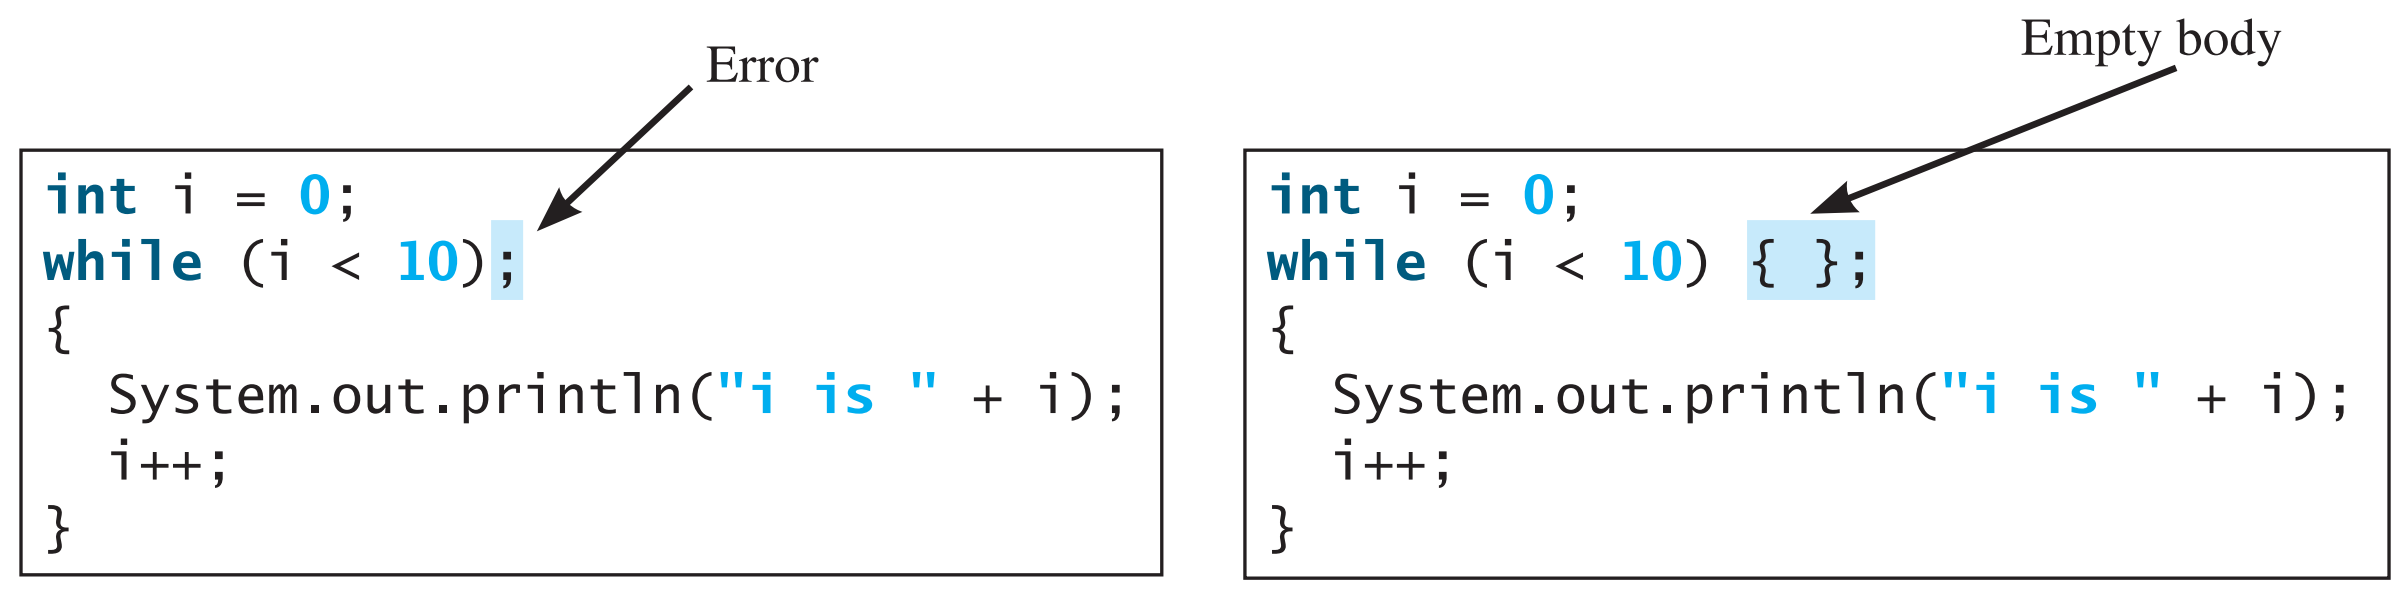 Error
int i = 0;
while (i < 10);
{
  System.out.println("i is " + i);
  i++;
}
Empty body
int i = 0;
while (i < 10) { };
{
  System.out.println("i is " + i);
  i++;
}